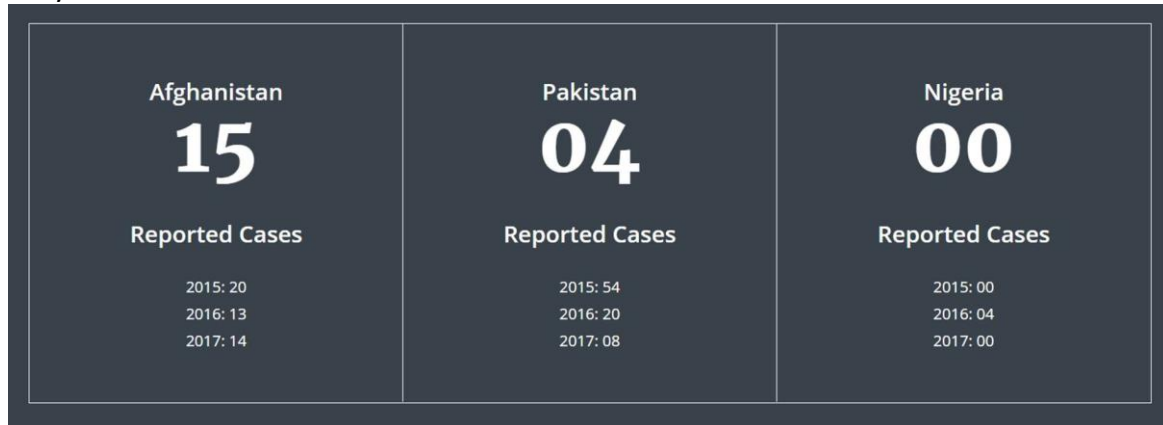 Afghanistan
15
Reported Cases
2015: 20
2016: 13
2017: 14
Pakistan
04
Reported Cases
2015: 54
2016: 20
2017: 08
Nigeria
00
Reported Cases
2015: 00
2016: 04
2017: 00